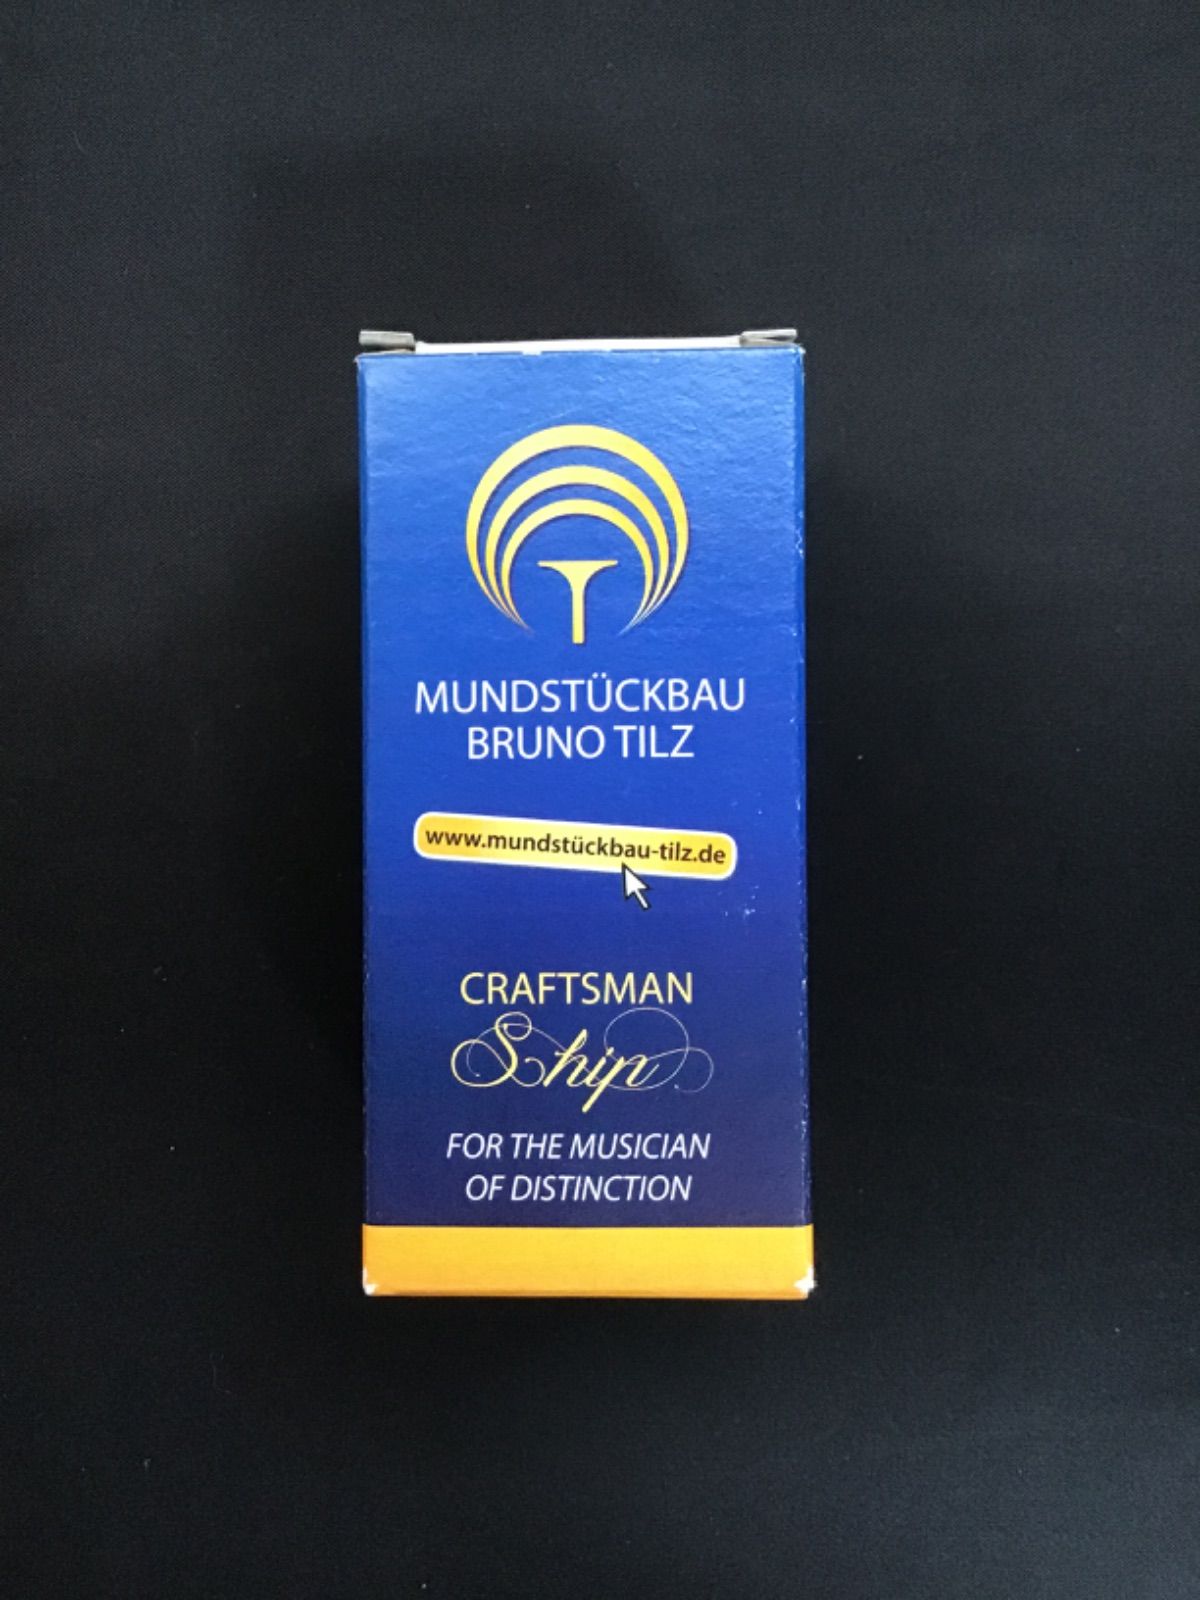 MUNDSTÜCKBAU
BRUNO TILZ
www.mundstückbau-tilz.de
CRAFTSMAN
Ship
FOR THE MUSICIAN
OF DISTINCTION